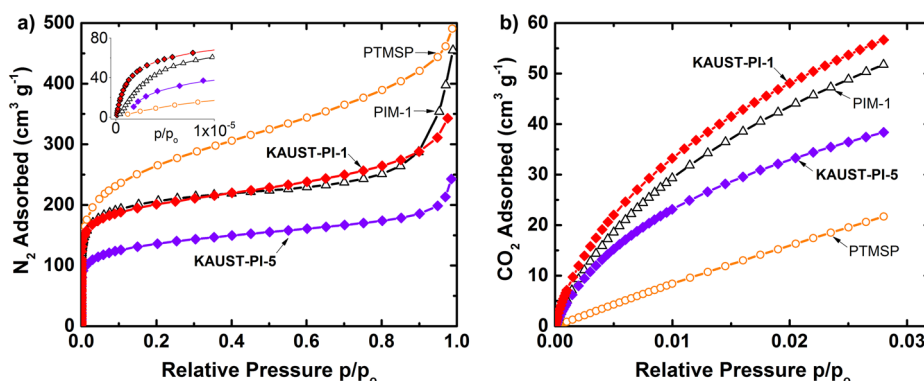 a)
N₂ Adsorbed (cm³ g⁻¹)
500
400
300
200
100
0
80
40
0
0
p/pₒ
1x10⁻⁵
PTMSP
PIM-1
KAUST-PI-1
KAUST-PI-5
0.0
0.2
0.4
0.6
0.8
1.0
Relative Pressure p/pₒ
b)
CO₂ Adsorbed (cm³ g⁻¹)
60
50
40
30
20
10
0
KAUST-PI-1
PIM-1
KAUST-PI-5
PTMSP
0.00
0.01
0.02
0.03
Relative Pressure p/pₒ